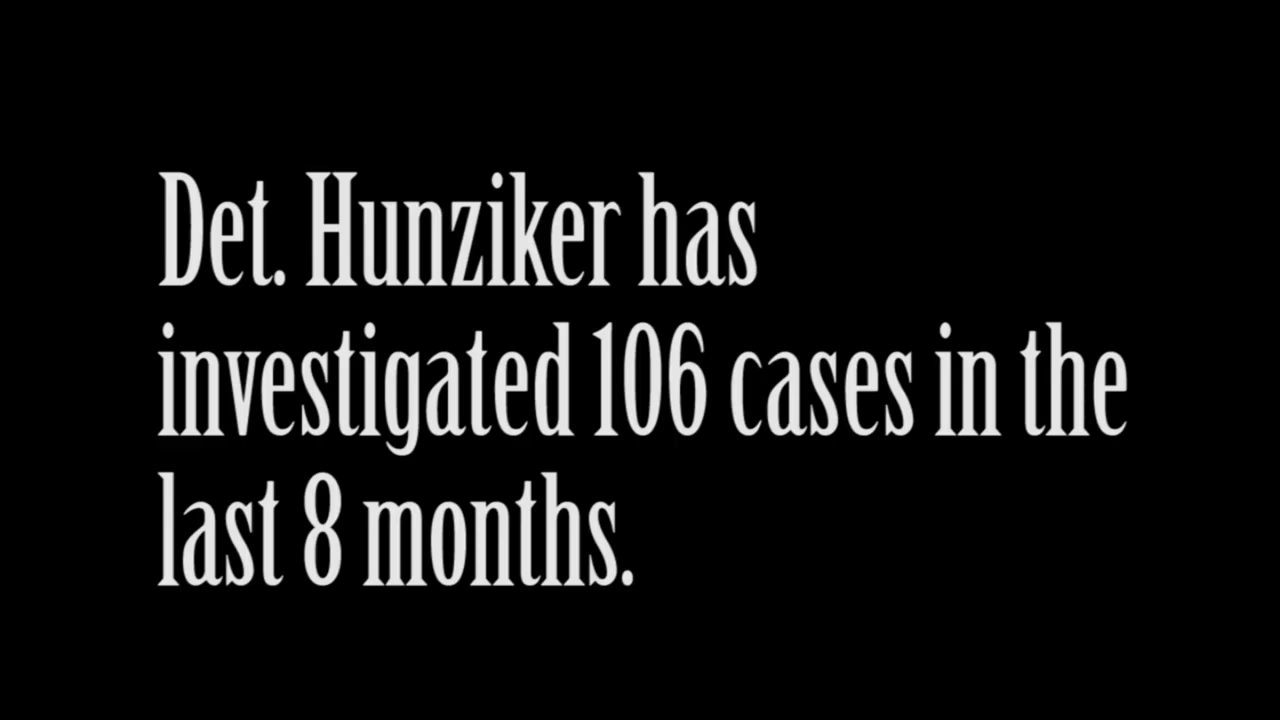 Det. Hunziker has
investigated 106 cases in the
last 8 months.